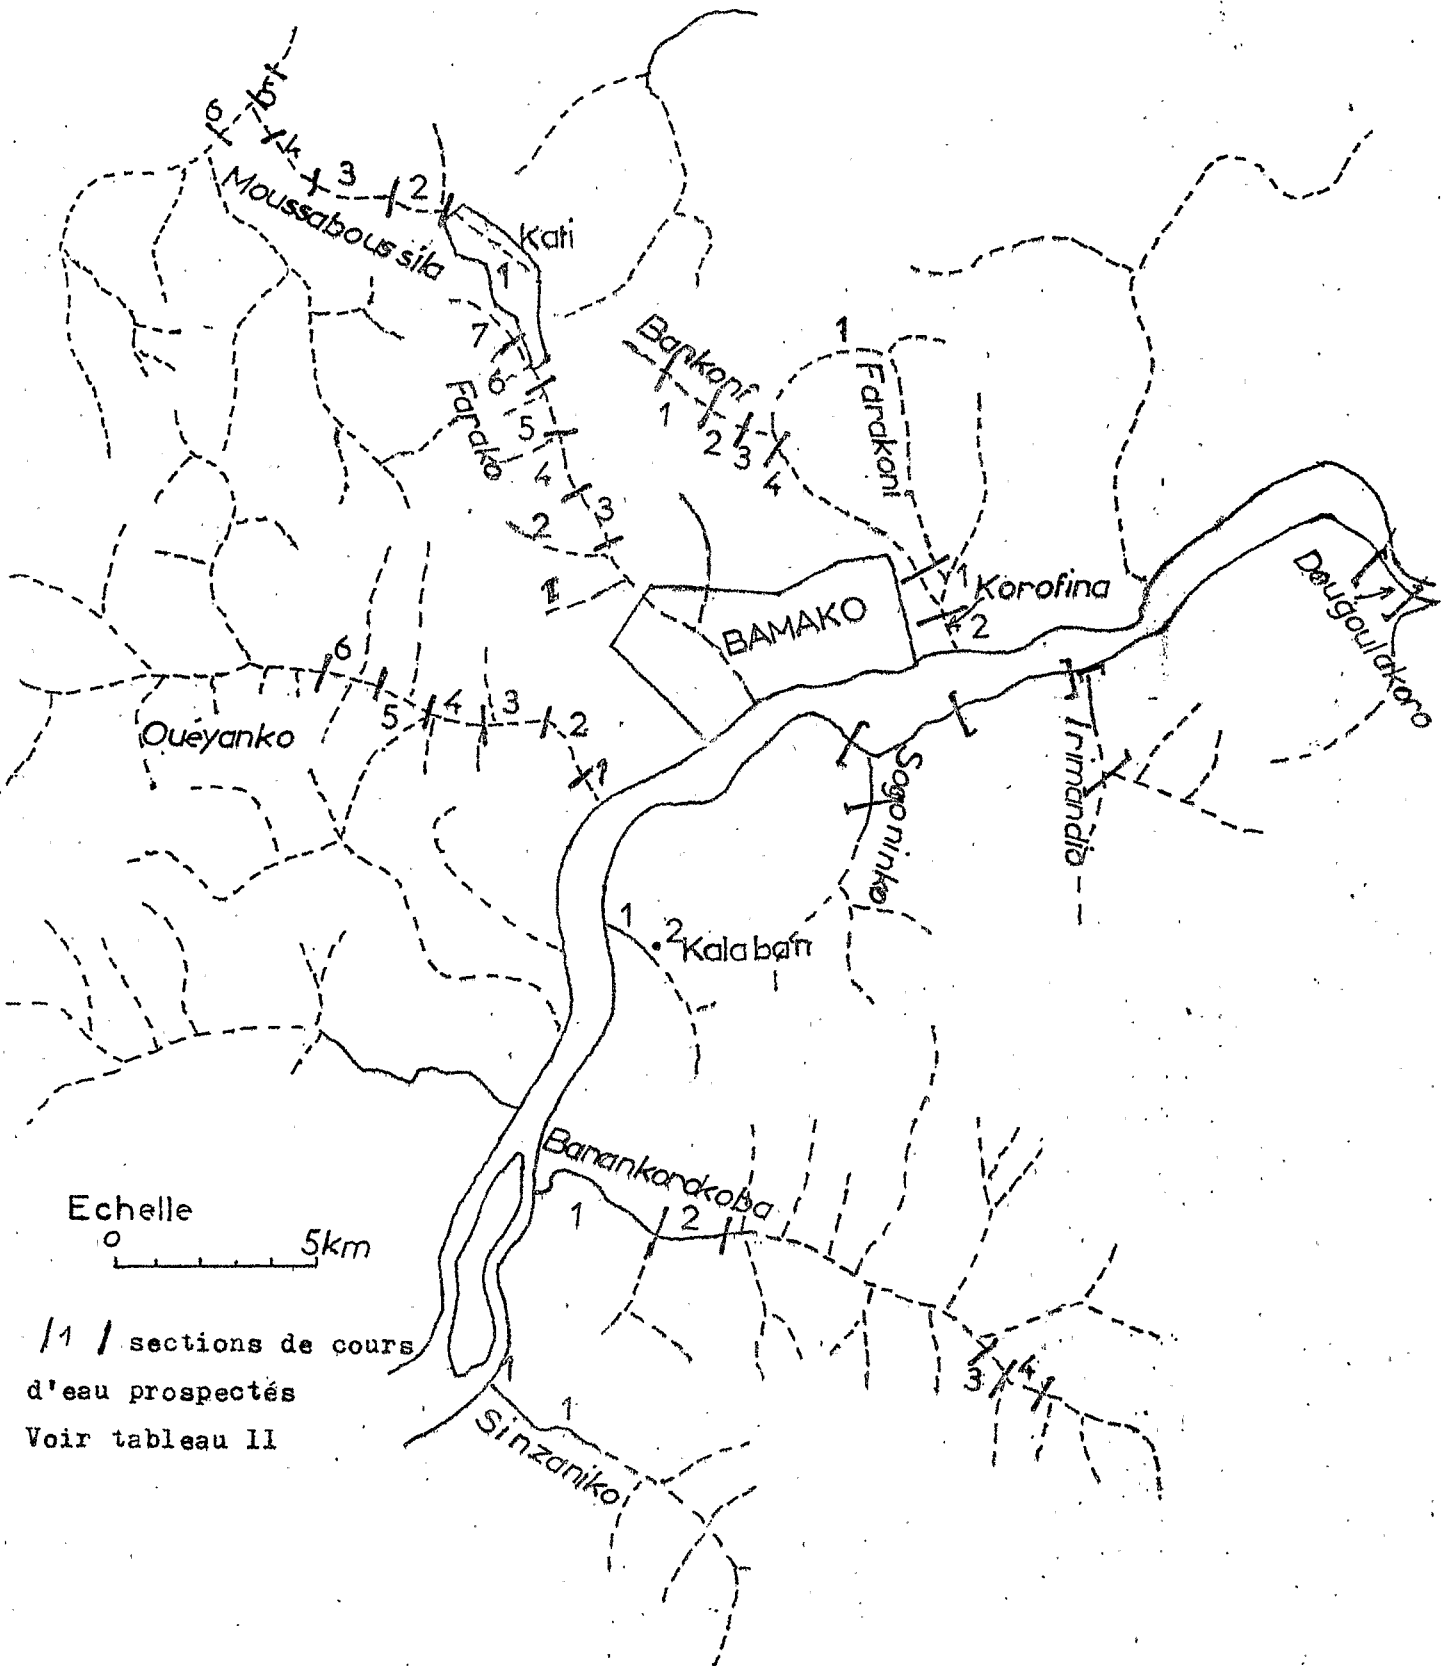 6
5
4
3
2
Moussaboussila
Kati
1
7
6
Farako
5
4
3
2
1
Bankoni
1
2
3
4
1
Farakoni
1
Korofina
2
BAMAKO
Dougoulakoro
6
5
4
3
2
1
Ouéyanko
Sogoninko
Irimandio
1
2
Kalaban
Banankorokoba
1
2
3
4
Echelle
0 5km
/1 / sections de cours
d'eau prospectés
Voir tableau II
1
1
Sinzaniko